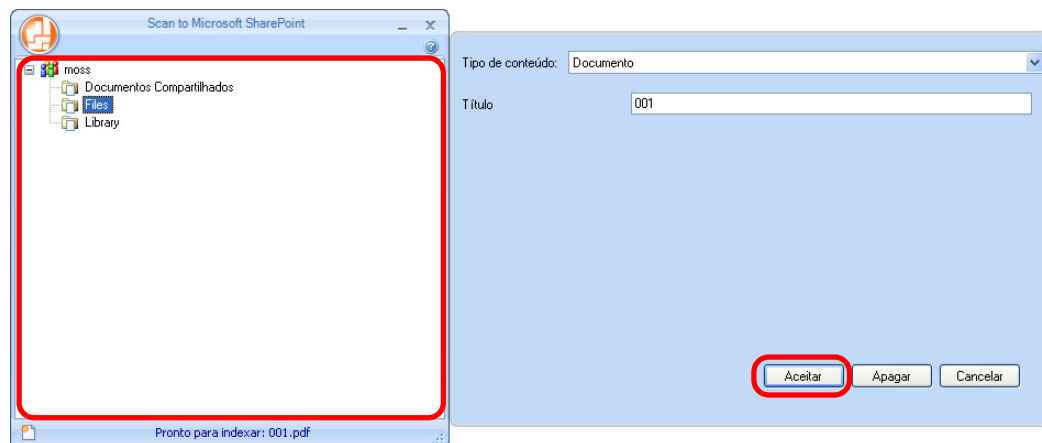 Scan to Microsoft SharePoint
moss
Documentos Compartilhados
Files
Library
Pronto para indexar: 001.pdf
Tipo de conteúdo: Documento
Título 001
Aceitar Apagar Cancelar